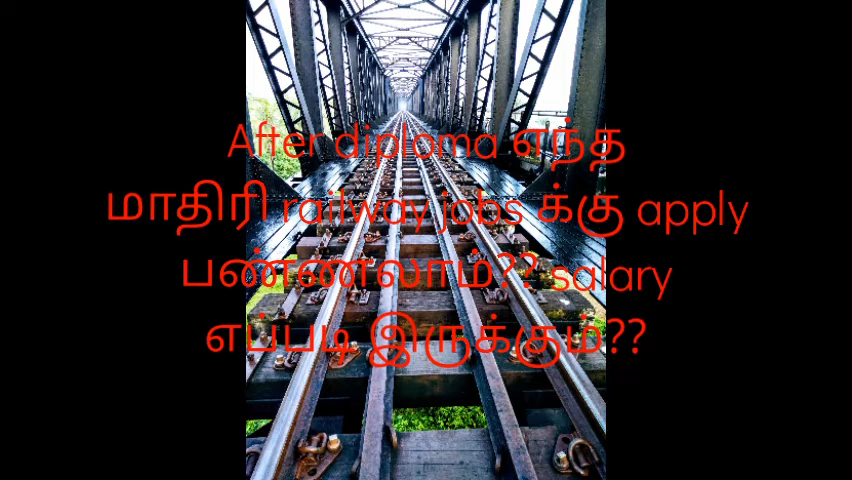 After diploma எந்த
மாதிரி railway jobs க்கு apply
பண்ணலாம்?? salary
எப்படி இருக்கும்??